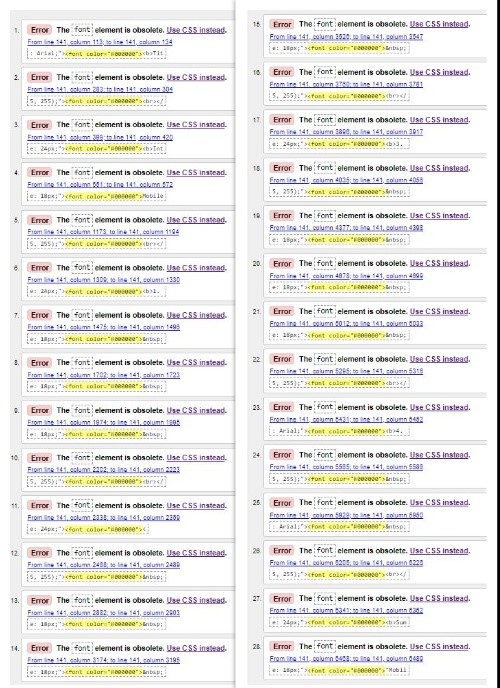 1. Error The font element is obsolete. Use CSS instead.
From line 141, column 113; to line 141, column 134
: Arial;"><font color="#000000"><b>Tit
2. Error The font element is obsolete. Use CSS instead.
From line 141, column 283; to line 141, column 304
5, 255);"><font color="#000000"><br></
3. Error The font element is obsolete. Use CSS instead.
From line 141, column 399; to line 141, column 420
e: 24px;"><font color="#000000"><b>Int
4. Error The font element is obsolete. Use CSS instead.
From line 141, column 551; to line 141, column 572
e: 18px;"><font color="#000000">Mobile
5. Error The font element is obsolete. Use CSS instead.
From line 141, column 1173; to line 141, column 1194
5, 255);"><font color="#000000"><br></
6. Error The font element is obsolete. Use CSS instead.
From line 141, column 1309; to line 141, column 1330
e: 24px;"><font color="#000000"><b>1.
7. Error The font element is obsolete. Use CSS instead.
From line 141, column 1475; to line 141, column 1496
e: 18px;"><font color="#000000">&nbsp;
8. Error The font element is obsolete. Use CSS instead.
From line 141, column 1702; to line 141, column 1723
e: 18px;"><font color="#000000">&nbsp;
9. Error The font element is obsolete. Use CSS instead.
From line 141, column 1974; to line 141, column 1995
e: 18px;"><font color="#000000">&nbsp;
10. Error The font element is obsolete. Use CSS instead.
From line 141, column 2202; to line 141, column 2223
5, 255);"><font color="#000000"><br></
11. Error The font element is obsolete. Use CSS instead.
From line 141, column 2338; to line 141, column 2359
e: 24px;"><font color="#000000"><
12. Error The font element is obsolete. Use CSS instead.
From line 141, column 2468; to line 141, column 2489
5, 255);"><font color="#000000">&nbsp;
13. Error The font element is obsolete. Use CSS instead.
From line 141, column 2882; to line 141, column 2903
e: 18px;"><font color="#000000">&nbsp;
14. Error The font element is obsolete. Use CSS instead.
From line 141, column 3174; to line 141, column 3195
e: 18px;"><font color="#000000">&nbsp;
15. Error The font element is obsolete. Use CSS instead.
From line 141, column 3526; to line 141, column 3547
e: 18px;"><font color="#000000">&nbsp;
16. Error The font element is obsolete. Use CSS instead.
From line 141, column 3760; to line 141, column 3781
5, 255);"><font color="#000000"><br></
17. Error The font element is obsolete. Use CSS instead.
From line 141, column 3896; to line 141, column 3917
e: 24px;"><font color="#000000"><b>3.
18. Error The font element is obsolete. Use CSS instead.
From line 141, column 4035; to line 141, column 4056
5, 255);"><font color="#000000">&nbsp;
19. Error The font element is obsolete. Use CSS instead.
From line 141, column 4377; to line 141, column 4398
e: 18px;"><font color="#000000">&nbsp;
20. Error The font element is obsolete. Use CSS instead.
From line 141, column 4678; to line 141, column 4699
e: 18px;"><font color="#000000">&nbsp;
21. Error The font element is obsolete. Use CSS instead.
From line 141, column 5012; to line 141, column 5033
e: 18px;"><font color="#000000">&nbsp;
22. Error The font element is obsolete. Use CSS instead.
From line 141, column 5295; to line 141, column 5316
5, 255);"><font color="#000000"><br></
23. Error The font element is obsolete. Use CSS instead.
From line 141, column 5431; to line 141, column 5452
: Arial;"><font color="#000000"><b>4.
24. Error The font element is obsolete. Use CSS instead.
From line 141, column 5565; to line 141, column 5586
5, 255);"><font color="#000000">&nbsp;
25. Error The font element is obsolete. Use CSS instead.
From line 141, column 5929; to line 141, column 5950
: Arial;"><font color="#000000">&nbsp;
26. Error The font element is obsolete. Use CSS instead.
From line 141, column 6205; to line 141, column 6226
5, 255);"><font color="#000000"><br></
27. Error The font element is obsolete. Use CSS instead.
From line 141, column 6341; to line 141, column 6362
e: 24px;"><font color="#000000"><b>Sum
28. Error The font element is obsolete. Use CSS instead.
From line 141, column 6468; to line 141, column 6489
e: 18px;"><font color="#000000">"Mobil